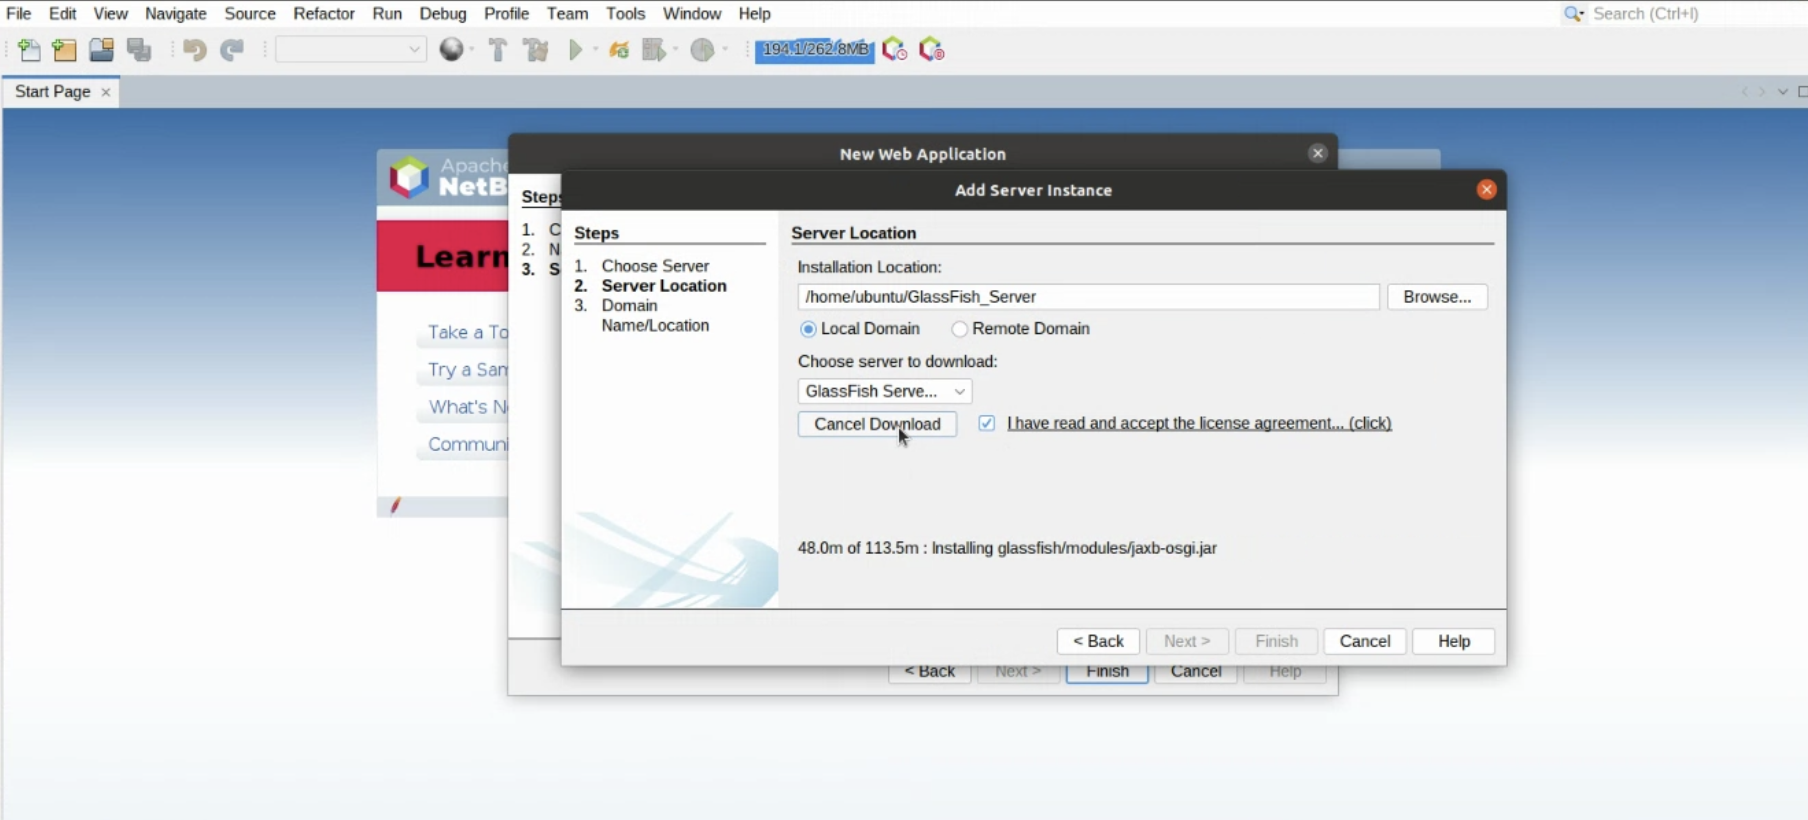 File Edit View Navigate Source Refactor Run Debug Profile Team Tools Window Help
Search (Ctrl+I)
194.1/262.8MB
Start Page
Apache
NetB
Learn
Take a To
Try a Sam
What's N
Communi
New Web Application
Steps
1. C
2. N
3. S
< Back Next > Finish Cancel Help
Add Server Instance
Steps
1. Choose Server
2. Server Location
3. Domain
Name/Location
Server Location
Installation Location:
/home/ubuntu/GlassFish_Server Browse...
Local Domain Remote Domain
Choose server to download:
GlassFish Serve...
Cancel Download I have read and accept the license agreement... (click)
48.0m of 113.5m : Installing glassfish/modules/jaxb-osgi.jar
< Back Next > Finish Cancel Help